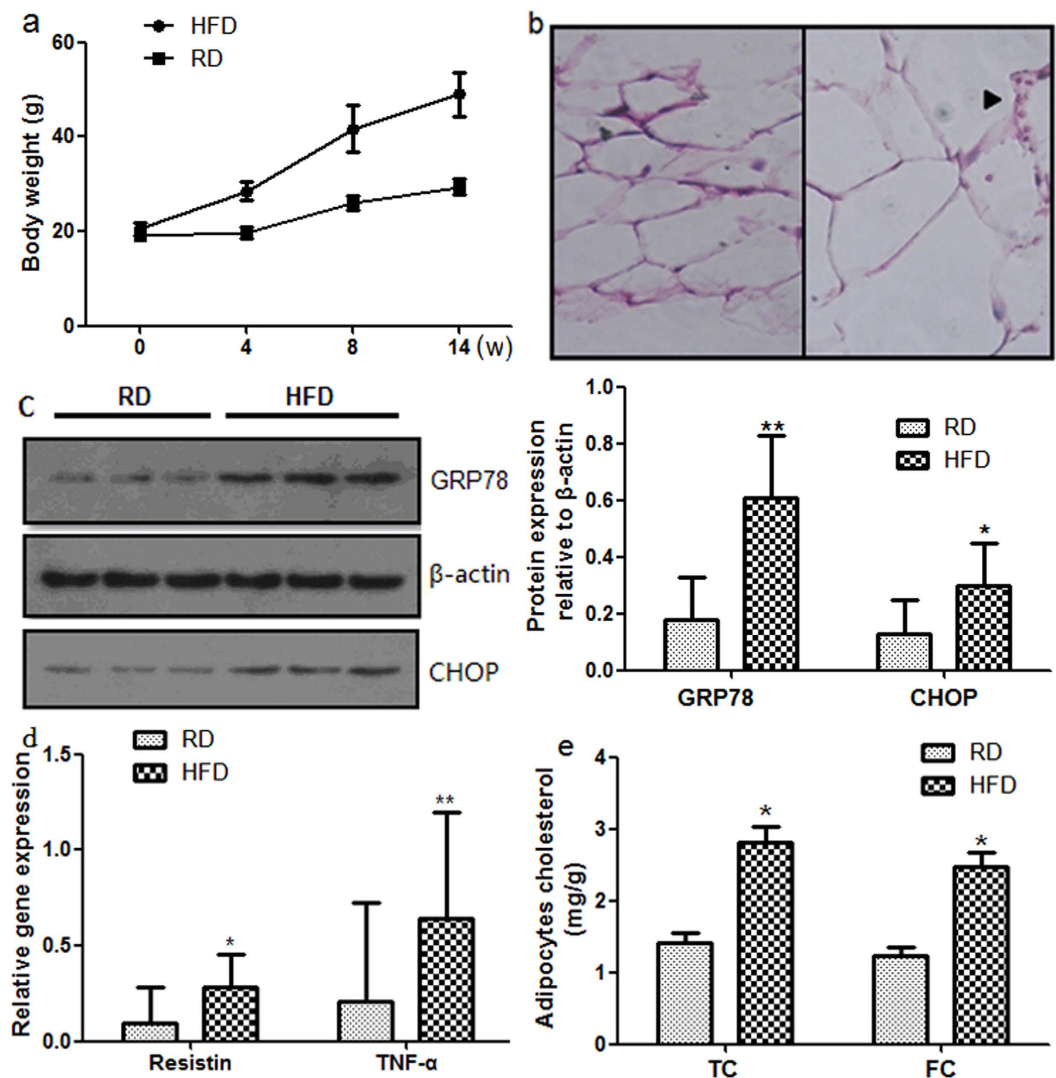 a
HFD
RD
Body weight (g)
60
40
20
0
0 4 8 14 (w)
b
c
RD HFD
GRP78
β-actin
CHOP
Protein expression
relative to β-actin
1.0
0.8
0.6
0.4
0.2
0.0
RD
HFD
**
*
GRP78 CHOP
d
RD
HFD
Relative gene expression
1.5
1.0
0.5
0.0
*
**
Resistin TNF-α
e
RD
HFD
Adipocytes cholesterol
(mg/g)
4
3
2
1
0
*
*
TC FC